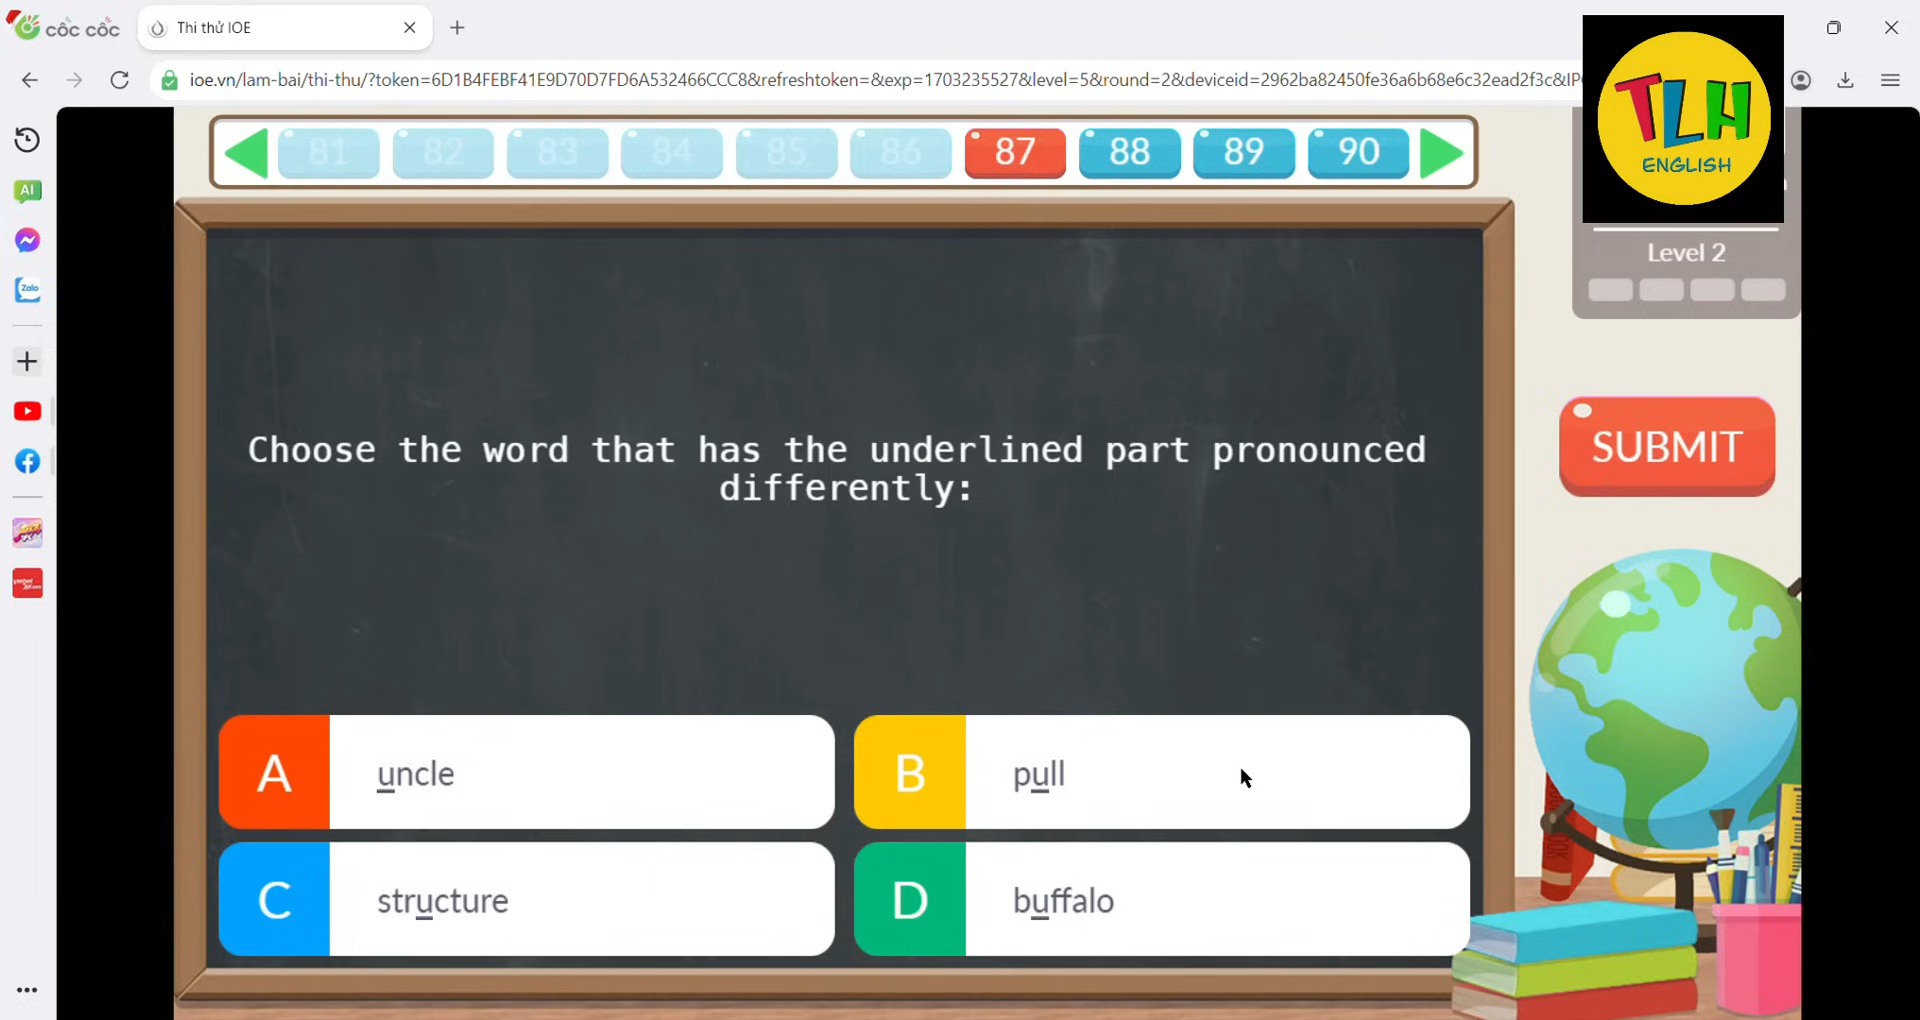 cốc cốc
Thi thử IOE
ioe.vn/lam-bai/thi-thu/?token=6D1B4FEBF41E9D70D7FD6A532466CCC8&refreshtoken=&exp=1703235527&level=5&round=2&deviceid=2962ba82450fe36a6b68e6c32ead2f3c&IP
TLH
ENGLISH
AI
Zalo
81 82 83 84 85 86 87 88 89 90
Level 2
Choose the word that has the underlined part pronounced
differently:
SUBMIT
A uncle
B pull
C structure
D buffalo